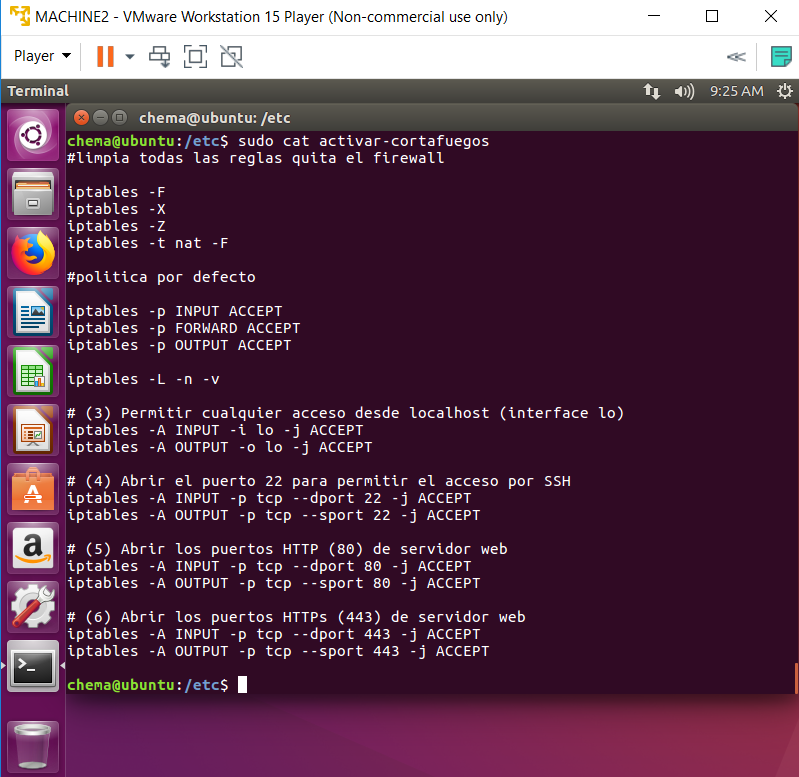 MACHINE2 - VMware Workstation 15 Player (Non-commercial use only)
Player
Terminal
9:25 AM
chema@ubuntu: /etc
chema@ubuntu:/etc$ sudo cat activar-cortafuegos
#limpia todas las reglas quita el firewall
iptables -F
iptables -X
iptables -Z
iptables -t nat -F
#politica por defecto
iptables -p INPUT ACCEPT
iptables -p FORWARD ACCEPT
iptables -p OUTPUT ACCEPT
iptables -L -n -v
# (3) Permitir cualquier acceso desde localhost (interface lo)
iptables -A INPUT -i lo -j ACCEPT
iptables -A OUTPUT -o lo -j ACCEPT
# (4) Abrir el puerto 22 para permitir el acceso por SSH
iptables -A INPUT -p tcp --dport 22 -j ACCEPT
iptables -A OUTPUT -p tcp --sport 22 -j ACCEPT
# (5) Abrir los puertos HTTP (80) de servidor web
iptables -A INPUT -p tcp --dport 80 -j ACCEPT
iptables -A OUTPUT -p tcp --sport 80 -j ACCEPT
# (6) Abrir los puertos HTTPs (443) de servidor web
iptables -A INPUT -p tcp --dport 443 -j ACCEPT
iptables -A OUTPUT -p tcp --sport 443 -j ACCEPT
chema@ubuntu:/etc$